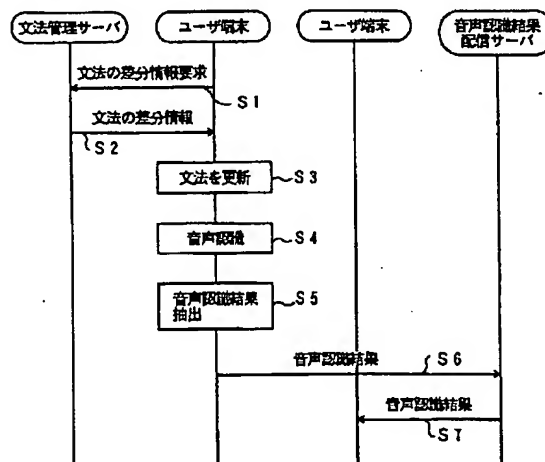 文法管理サーバ
ユーザ端末
ユーザ端末
音声認識結果
配信サーバ
文法の差分情報要求
S1
文法の差分情報
S2
文法を更新
S3
音声認識
S4
音声認識結果
抽出
S5
音声認識結果
S6
音声認識結果
S7